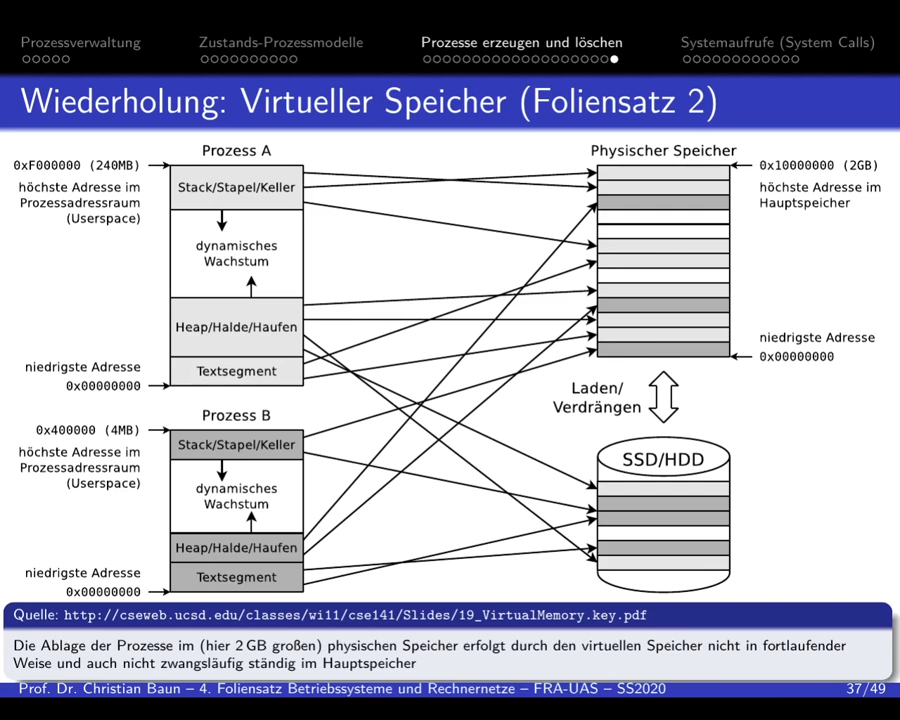 Prozessverwaltung
Zustands-Prozessmodelle
Prozesse erzeugen und löschen
Systemaufrufe (System Calls)
Wiederholung: Virtueller Speicher (Foliensatz 2)
Prozess A
0xF000000 (240MB)
höchste Adresse im
Prozessadressraum
(Userspace)
Stack/Stapel/Keller
dynamisches
Wachstum
Heap/Halde/Haufen
Textsegment
niedrigste Adresse
0x00000000
Prozess B
0x400000 (4MB)
höchste Adresse im
Prozessadressraum
(Userspace)
Stack/Stapel/Keller
dynamisches
Wachstum
Heap/Halde/Haufen
Textsegment
niedrigste Adresse
0x00000000
Physischer Speicher
0x10000000 (2GB)
höchste Adresse im
Hauptspeicher
niedrigste Adresse
0x00000000
Laden/
Verdrängen
SSD/HDD
Quelle: http://cseweb.ucsd.edu/classes/wi11/cse141/Slides/19_VirtualMemory.key.pdf
Die Ablage der Prozesse im (hier 2 GB großen) physischen Speicher erfolgt durch den virtuellen Speicher nicht in fortlaufender
Weise und auch nicht zwangsläufig ständig im Hauptspeicher
Prof. Dr. Christian Baun – 4. Foliensatz Betriebssysteme und Rechnernetze – FRA-UAS – SS2020
37/49